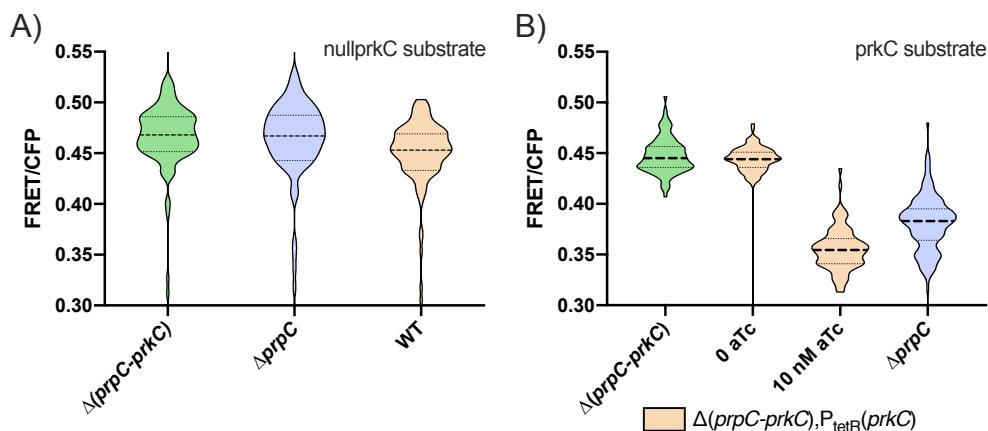 A)
nullprkC substrate
FRET/CFP
0.55
0.50
0.45
0.40
0.35
0.30
Δ(prpC-prkC)
ΔprpC
WT
B)
prkC substrate
FRET/CFP
0.55
0.50
0.45
0.40
0.35
0.30
Δ(prpC-prkC)
0 aTc
10 nM aTc
ΔprpC
Δ(prpC-prkC),PtetR(prkC)